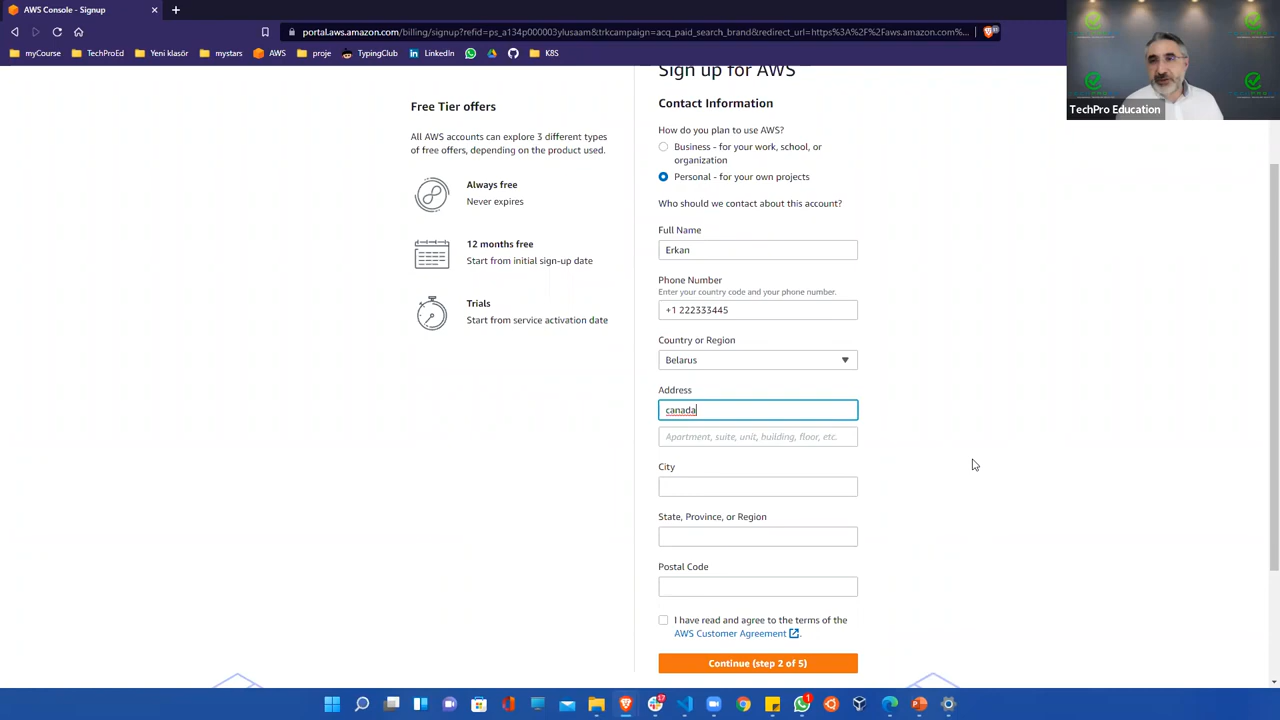 AWS Console - Signup
portal.aws.amazon.com/billing/signup?refid=ps_a134p000003ylusaam&trkcampaign=acq_paid_search_brand&redirect_url=https%3A%2F%2Faws.amazon.com%...
myCourse
TechProEd
Yeni klasör
mystars
AWS
proje
TypingClub
LinkedIn
K8S
TechPro Education
Sign up for AWS
Free Tier offers
All AWS accounts can explore 3 different types
of free offers, depending on the product used.
Always free
Never expires
12 months free
Start from initial sign-up date
Trials
Start from service activation date
Contact Information
How do you plan to use AWS?
Business - for your work, school, or
organization
Personal - for your own projects
Who should we contact about this account?
Full Name
Erkan
Phone Number
Enter your country code and your phone number.
+1 222333445
Country or Region
Belarus
Address
canada
Apartment, suite, unit, building, floor, etc.
City
State, Province, or Region
Postal Code
I have read and agree to the terms of the
AWS Customer Agreement .
Continue (step 2 of 5)
17
1